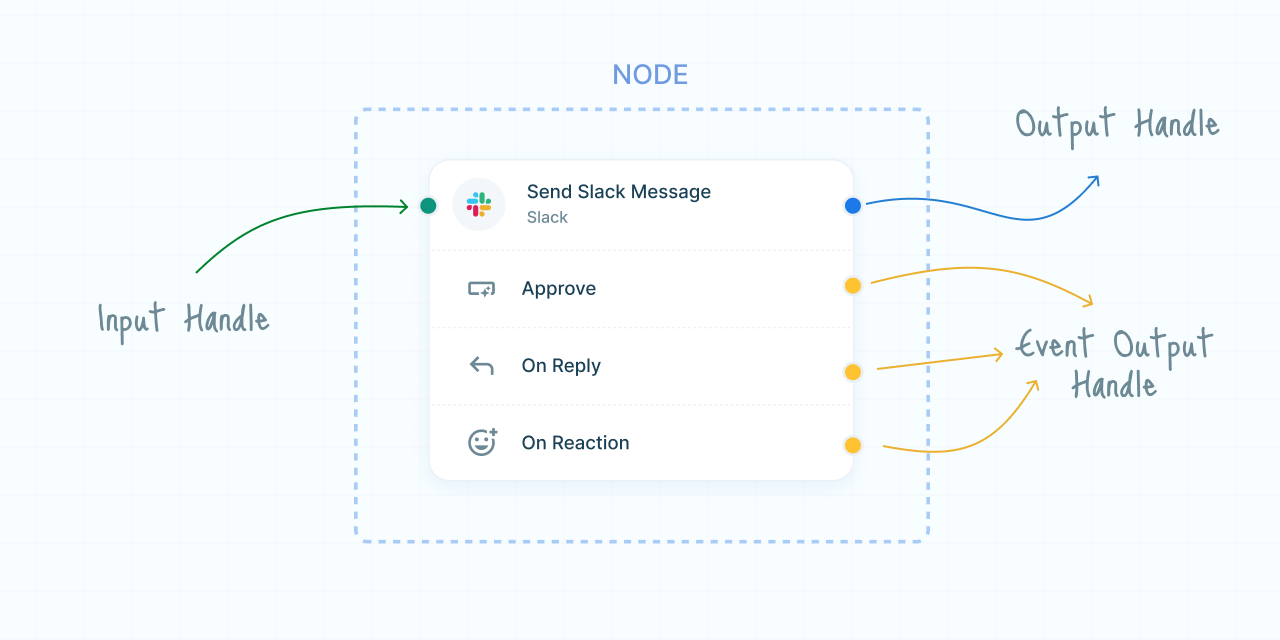 NODE
Output Handle
Send Slack Message
Slack
Input Handle
Approve
On Reply
On Reaction
Event Output
Handle